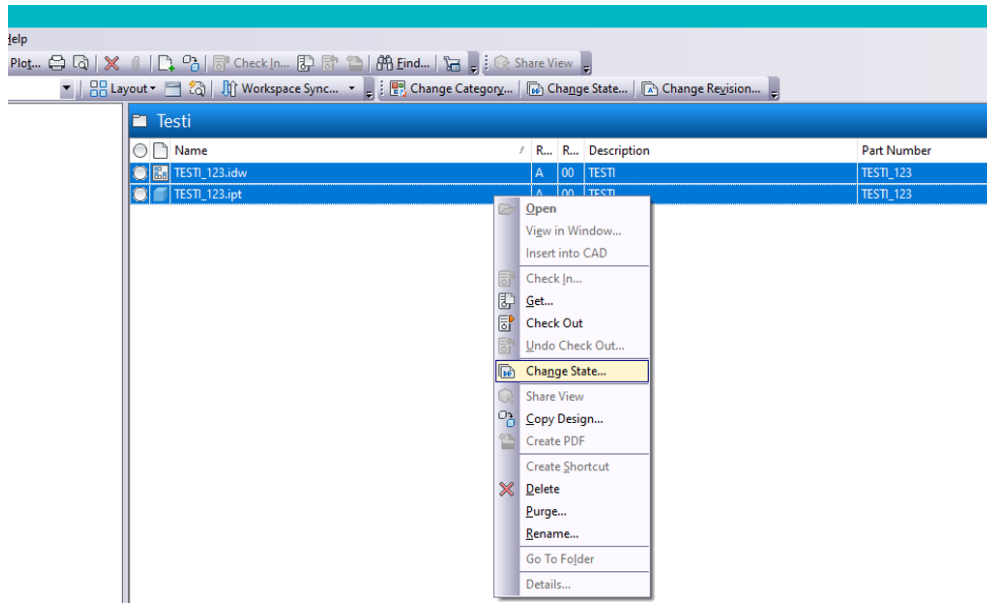 Help
Plot... Check In... Find... Share View
Layout Workspace Sync... Change Category... Change State... Change Revision...
Testi
Name R... R... Description Part Number
TESTI_123.idw A 00 TESTI TESTI_123
TESTI_123.ipt A 00 TESTI TESTI_123
Open
View in Window...
Insert into CAD
Check In...
Get...
Check Out
Undo Check Out...
Change State...
Share View
Copy Design...
Create PDF
Create Shortcut
Delete
Purge...
Rename...
Go To Folder
Details...